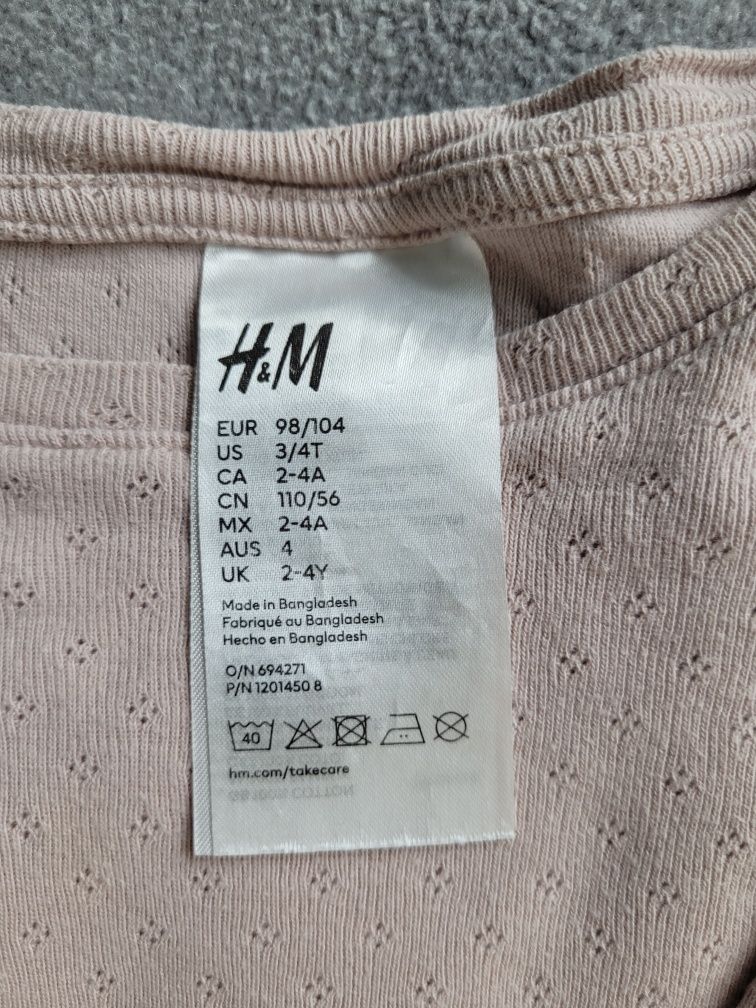 H&M
EUR 98/104
US 3/4T
CA 2-4A
CN 110/56
MX 2-4A
AUS 4
UK 2-4Y
Made in Bangladesh
Fabriqué au Bangladesh
Hecho en Bangladesh
O/N 694271
P/N 1201450 8
40
hm.com/takecare